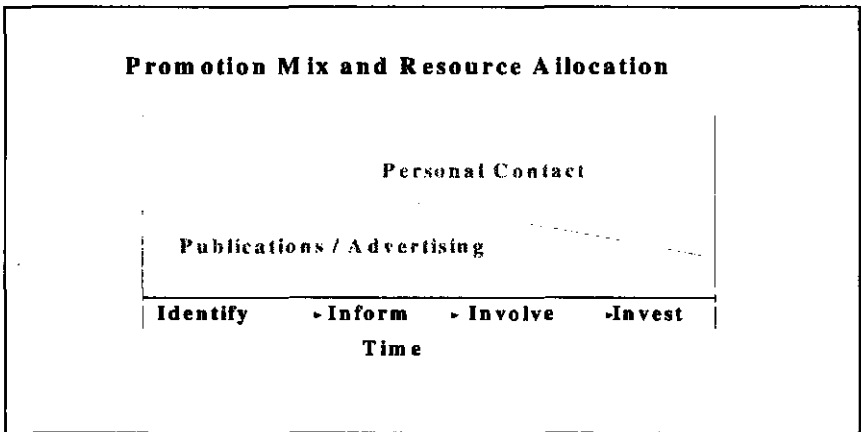 Promotion Mix and Resource Allocation
Personal Contact
Publications / Advertising
Identify ▸ Inform ▸ Involve ▸ Invest
Time